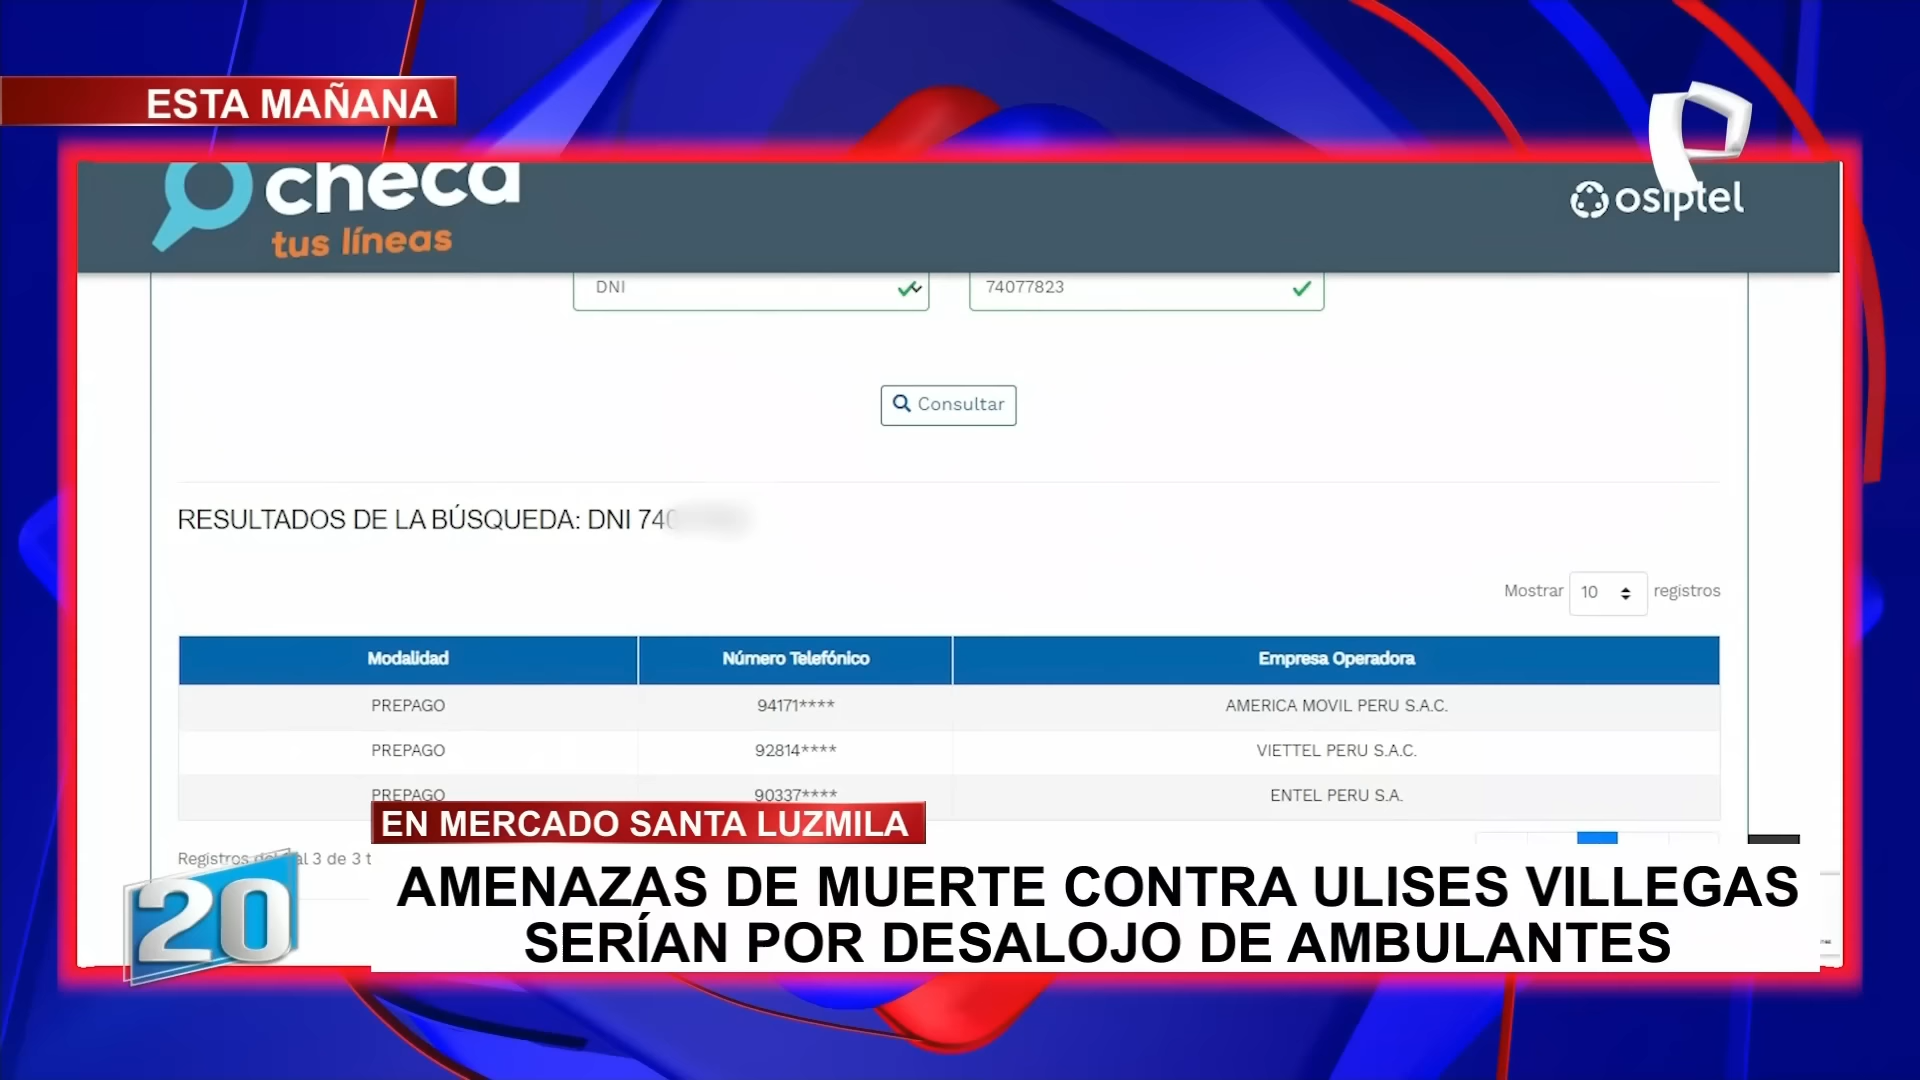 ESTA MAÑANA
checa
tus líneas
osiptel
DNI
74077823
Consultar
RESULTADOS DE LA BÚSQUEDA: DNI 740
Mostrar 10 registros
Modalidad Número Telefónico Empresa Operadora
PREPAGO 94171**** AMERICA MOVIL PERU S.A.C.
PREPAGO 92814**** VIETTEL PERU S.A.C.
PREPAGO 90337**** ENTEL PERU S.A.
EN MERCADO SANTA LUZMILA
Registros del al 3 de 3 t
20
AMENAZAS DE MUERTE CONTRA ULISES VILLEGAS
SERÍAN POR DESALOJO DE AMBULANTES